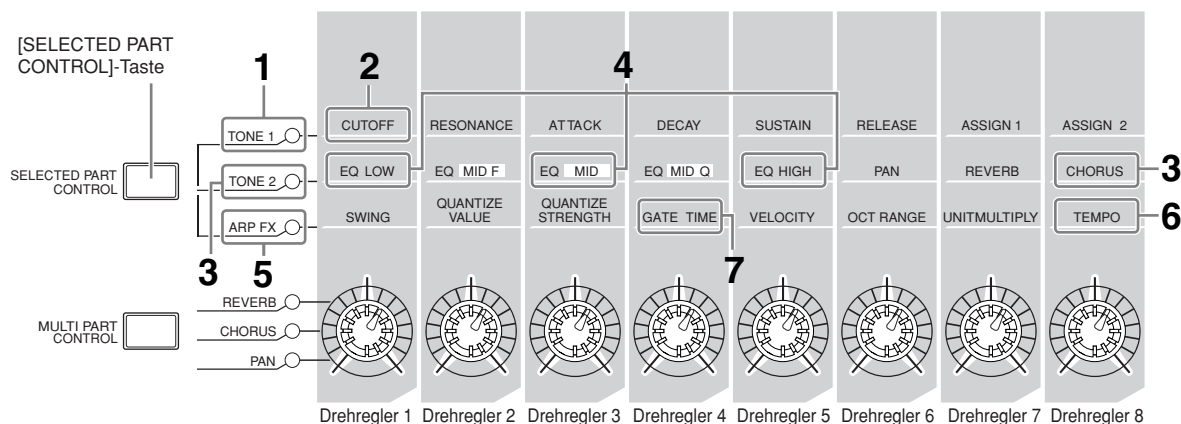 [SELECTED PART
CONTROL]-Taste
1
2
4
TONE 1
CUTOFF
RESONANCE
ATTACK
DECAY
SUSTAIN
RELEASE
ASSIGN 1
ASSIGN 2
SELECTED PART
CONTROL
3
TONE 2
EQ LOW
EQ MID F
EQ MID
EQ MID Q
EQ HIGH
PAN
REVERB
CHORUS
3
ARP FX
5
SWING
QUANTIZE
VALUE
QUANTIZE
STRENGTH
GATE TIME
7
VELOCITY
OCT RANGE
UNITMULTIPLY
TEMPO
6
MULTI PART
CONTROL
REVERB
CHORUS
PAN
Drehregler 1
Drehregler 2
Drehregler 3
Drehregler 4
Drehregler 5
Drehregler 6
Drehregler 7
Drehregler 8